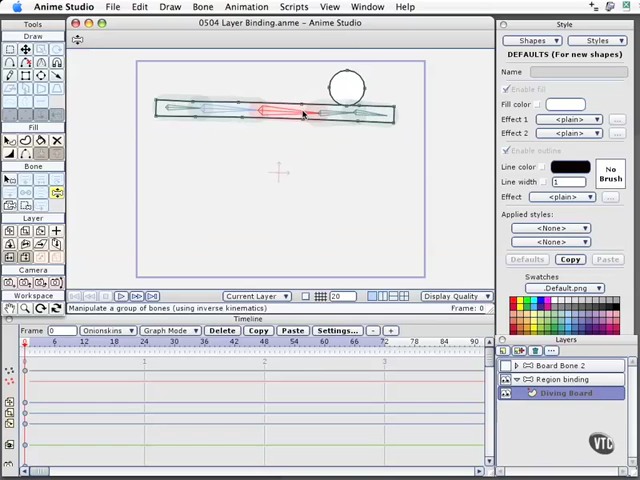 Anime Studio File Edit Draw Bone Animation Scripts View Window Help
0504 Layer Binding.anme - Anime Studio
Tools
Draw
Fill
Bone
Layer
Camera
Workspace
Style
Shapes Styles
DEFAULTS (For new shapes)
Name
Enable fill
Fill color
Effect 1 <plain> ...
Effect 2 <plain> ...
Enable outline
Line color
Line width 1
No Brush
Effect <plain> ...
Applied styles:
<None>
<None>
Defaults Copy Paste
Swatches
.Default.png
Current Layer 20 Display Quality
Manipulate a group of bones (using inverse kinematics) Frame: 0
Timeline
Frame 0 Onionskins Graph Mode Delete Copy Paste Settings... - +
0 6 12 18 24 30 36 42 48 54 60 66 72 78 84 90
0 1 2 3
Layers
Board Bone 2
Region binding
Diving Board
VTC